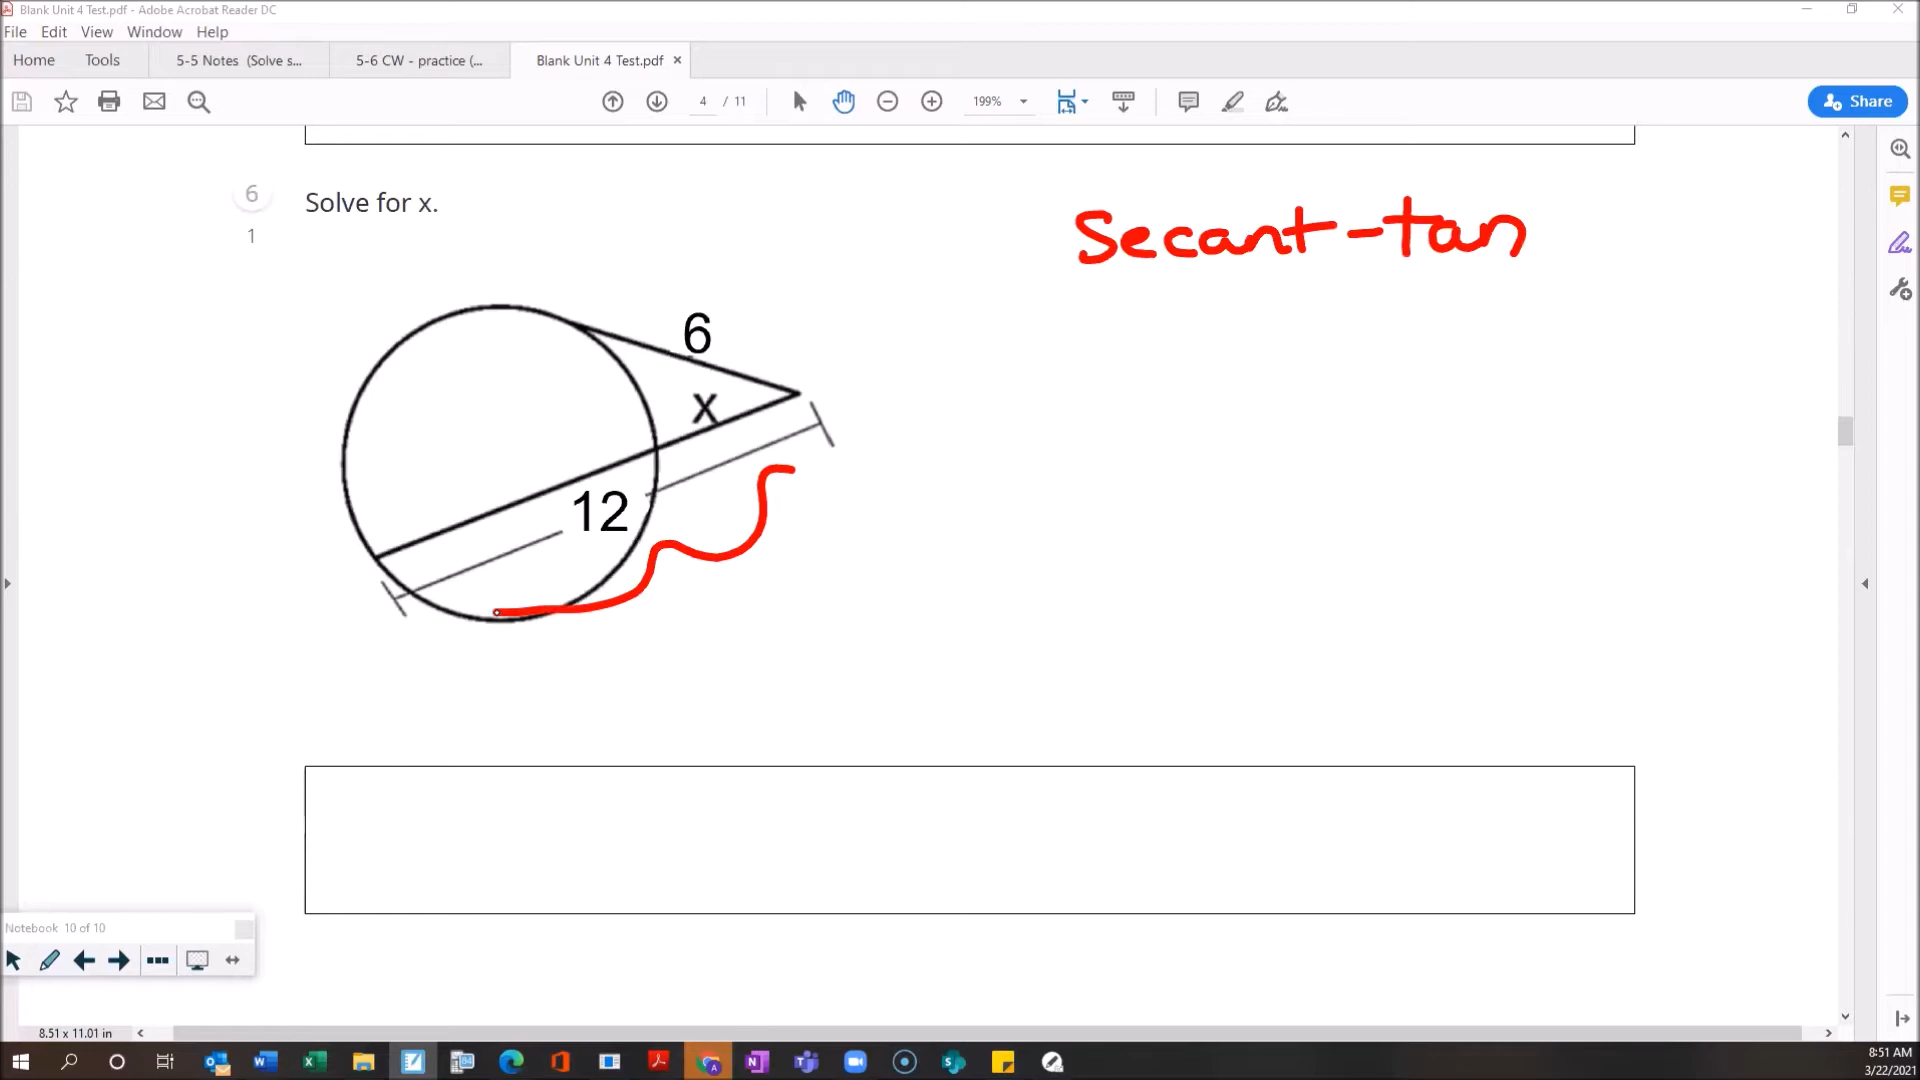 Blank Unit 4 Test.pdf - Adobe Acrobat Reader DC
File Edit View Window Help
Home Tools 5-5 Notes (Solve s... 5-6 CW - practice (... Blank Unit 4 Test.pdf ×
4 / 11 199% Share
6 Solve for x.
1
Secant-tan
6
x
12
Notebook 10 of 10
8.51 x 11.01 in
8:51 AM
3/22/2021